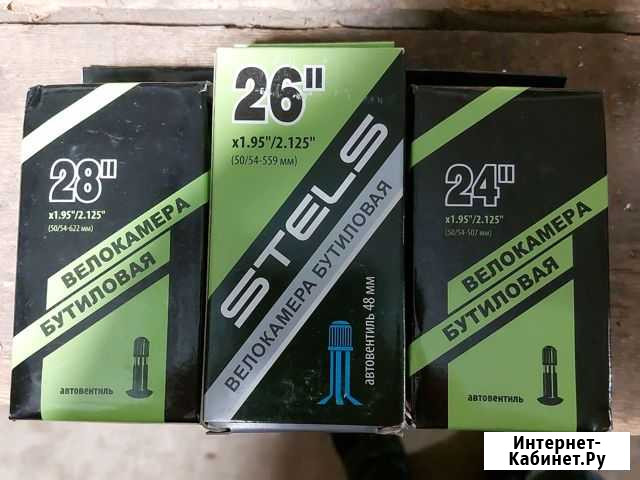 28"
x1.95"/2.125"
(50/54-622 мм)
ВЕЛОКАМЕРА
БУТИЛОВАЯ
автовентиль
26"
x1.95"/2.125"
(50/54-559 мм)
STELS
ВЕЛОКАМЕРА БУТИЛОВАЯ
автовентиль 48 мм
24"
x1.95"/2.125"
(50/54-507 мм)
ВЕЛОКАМЕРА
БУТИЛОВАЯ
автовентиль
Интернет-
Кабинет.Ру